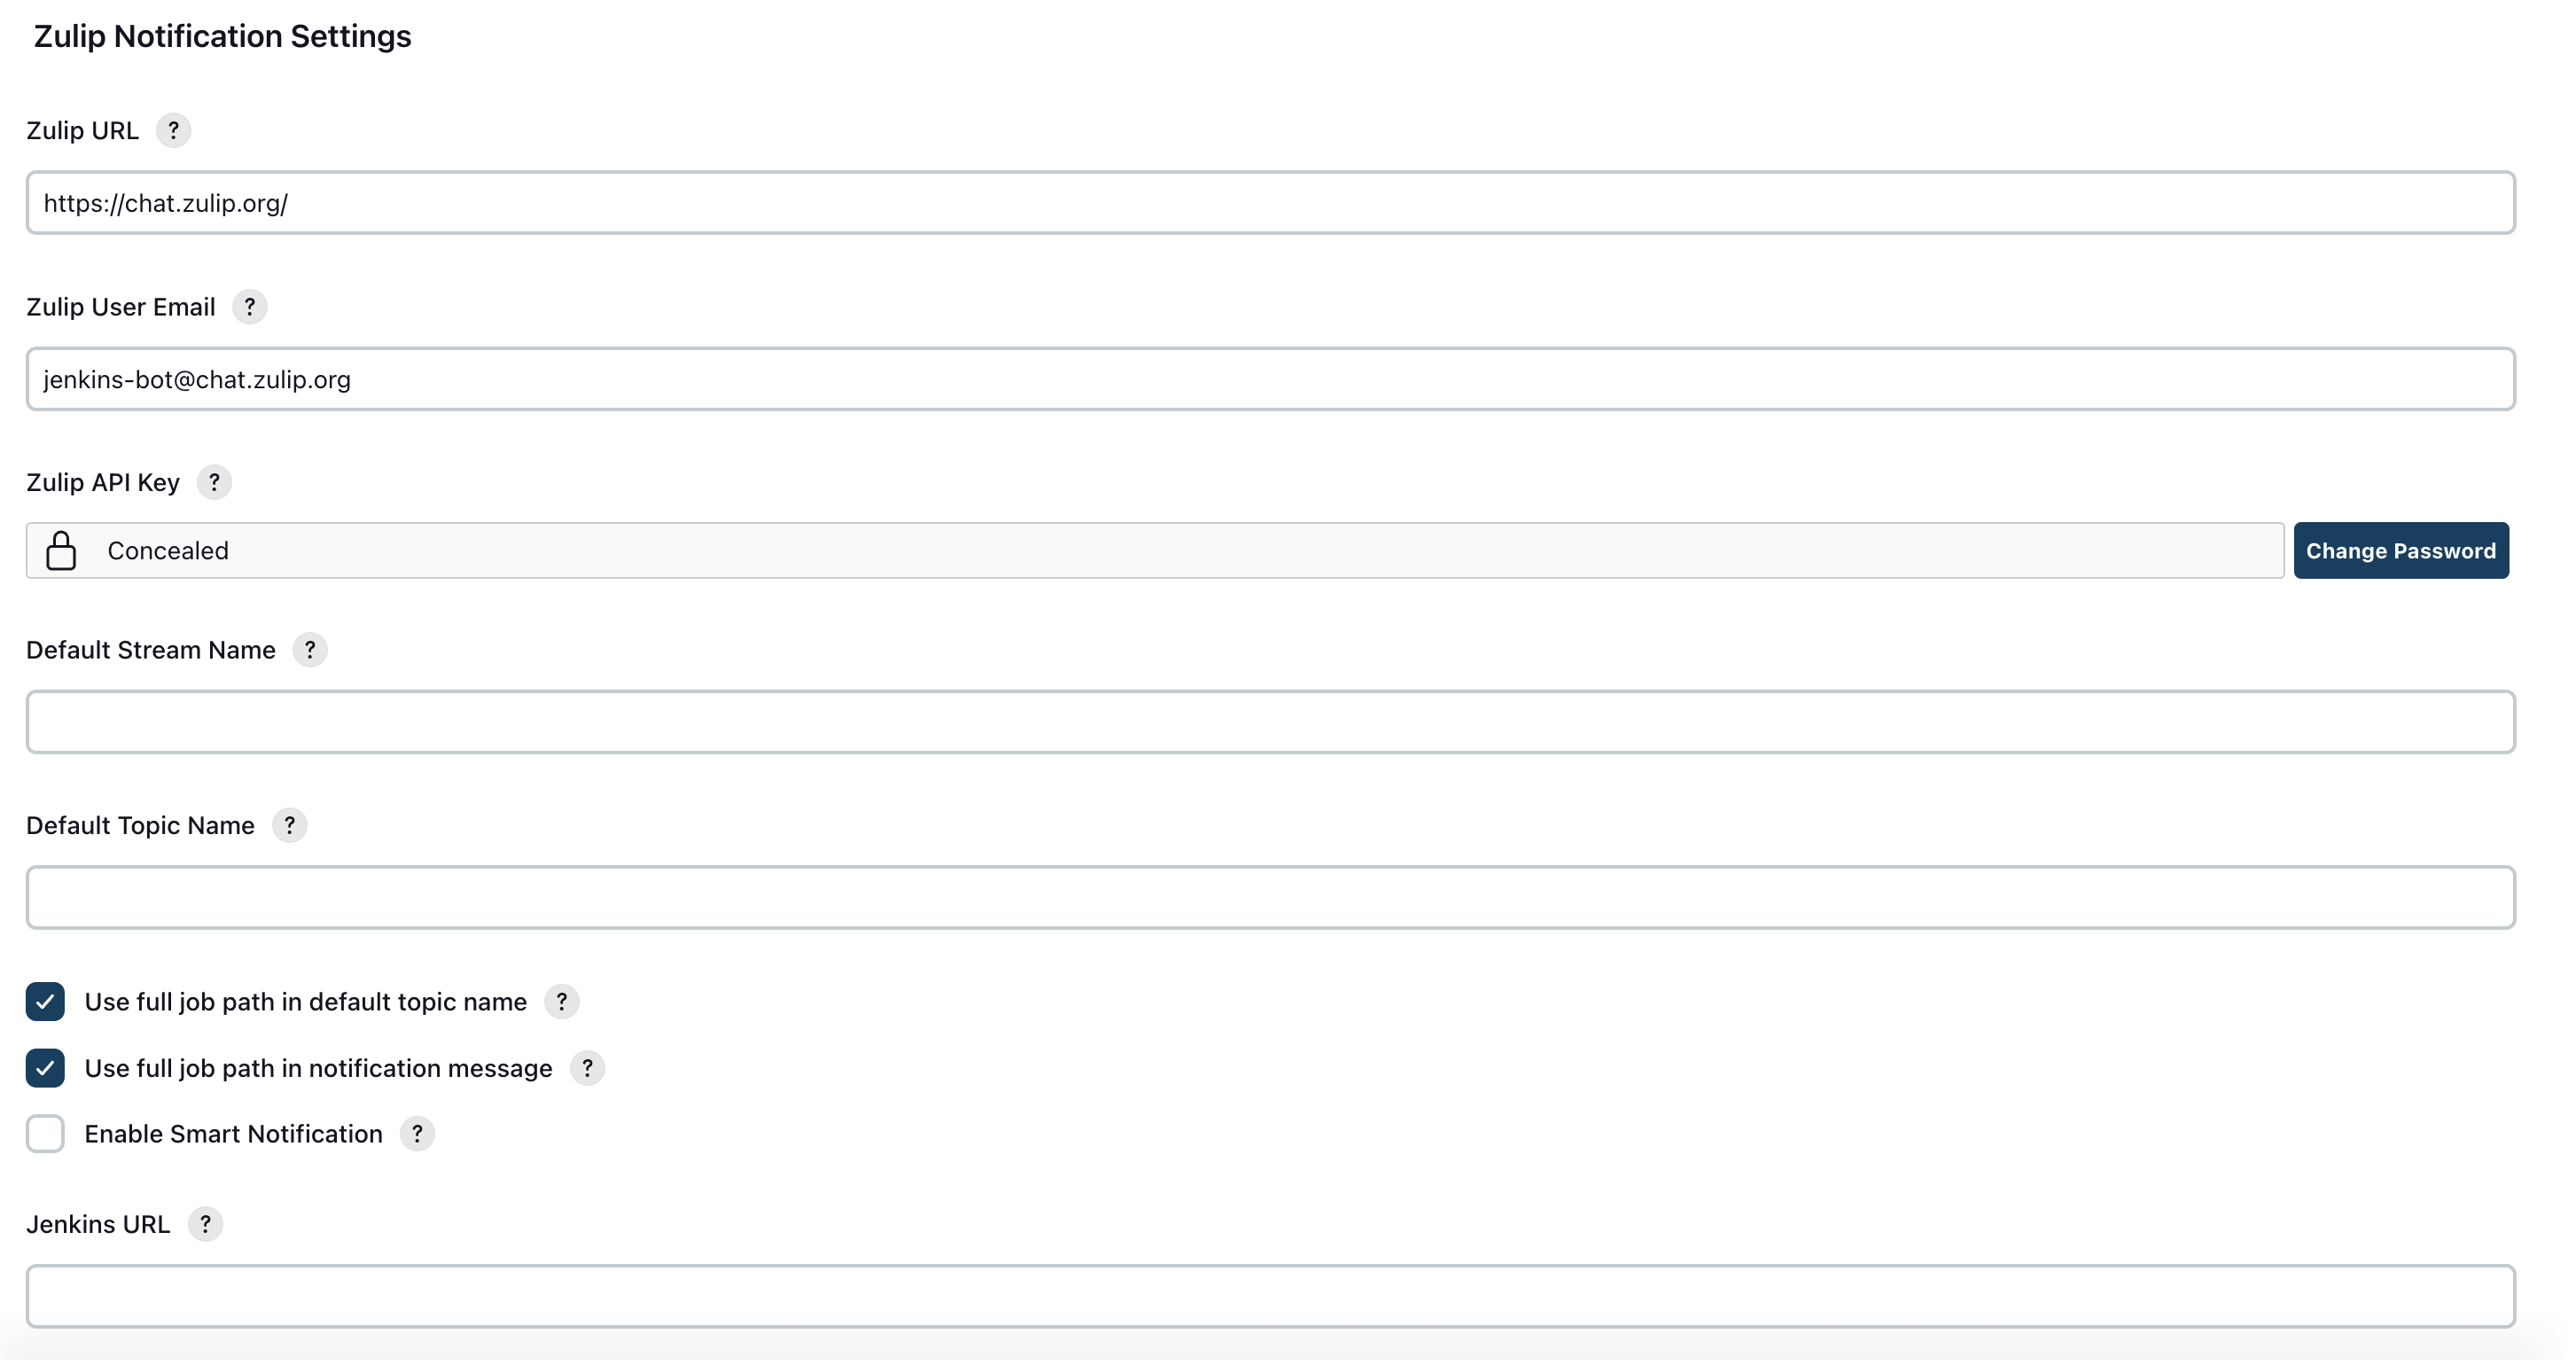 Zulip Notification Settings
Zulip URL ?
https://chat.zulip.org/
Zulip User Email ?
jenkins-bot@chat.zulip.org
Zulip API Key ?
Concealed Change Password
Default Stream Name ?
Default Topic Name ?
Use full job path in default topic name ?
Use full job path in notification message ?
Enable Smart Notification ?
Jenkins URL ?